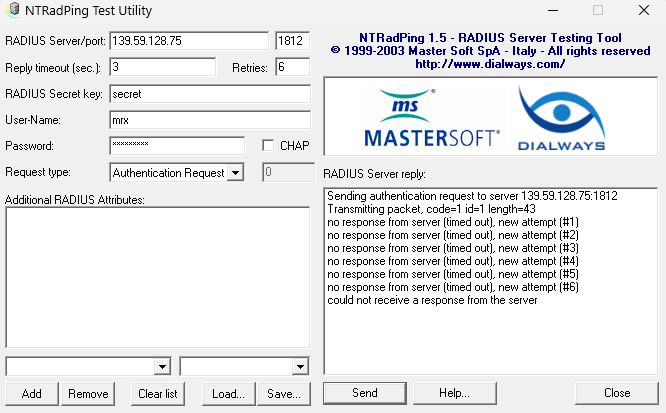 NTRadPing Test Utility
RADIUS Server/port: 139.59.128.75 1812
Reply timeout (sec.): 3 Retries: 6
RADIUS Secret key: secret
User-Name: mrx
Password: ********* CHAP
Request type: Authentication Request 0
Additional RADIUS Attributes:
Add Remove Clear list Load... Save...
NTRadPing 1.5 - RADIUS Server Testing Tool
© 1999-2003 Master Soft SpA - Italy - All rights reserved
http://www.dialways.com/
ms
MASTERSOFT®
DIALWAYS
RADIUS Server reply:
Sending authentication request to server 139.59.128.75:1812
Transmitting packet, code=1 id=1 length=43
no response from server (timed out), new attempt (#1)
no response from server (timed out), new attempt (#2)
no response from server (timed out), new attempt (#3)
no response from server (timed out), new attempt (#4)
no response from server (timed out), new attempt (#5)
no response from server (timed out), new attempt (#6)
could not receive a response from the server
Send Help... Close